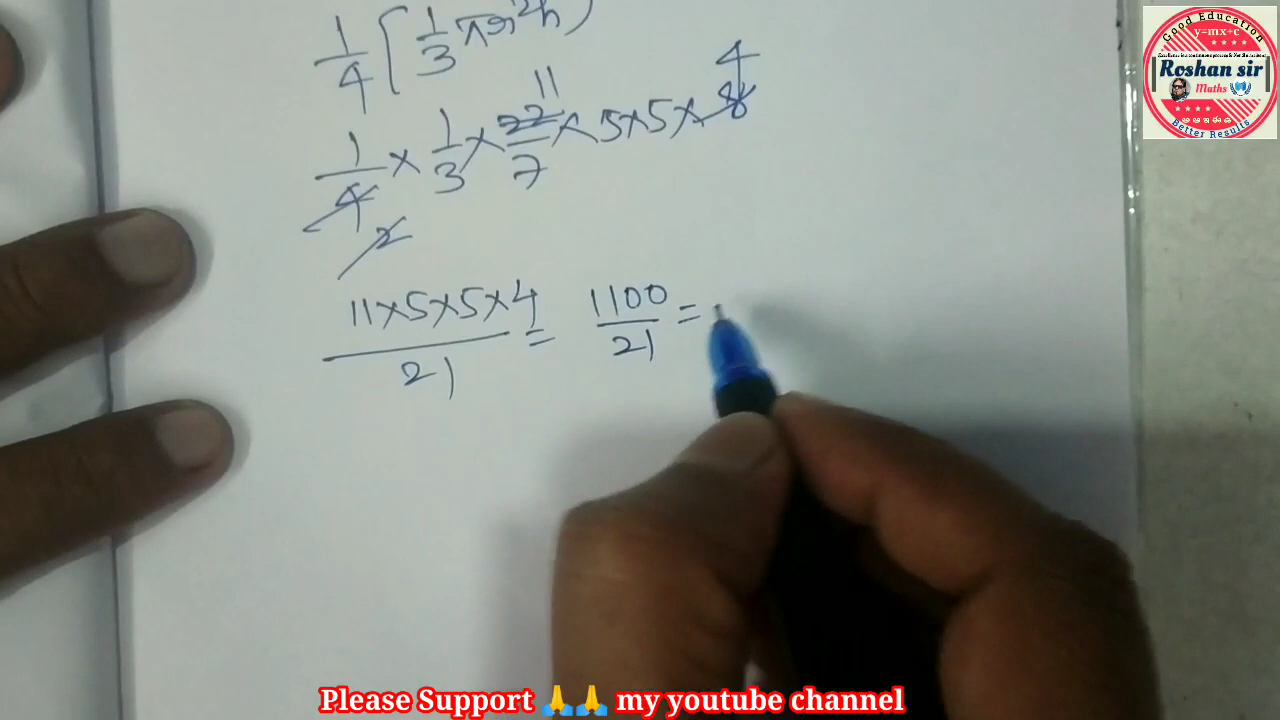 1/4 [1/3 πr²h)
11 4
1/4 × 1/3 × 22/7 × 5×5× 8
2
11×5×5×4/21 = 1100/21 =
Good Education
y=mx+c
Roshan sir
Maths
Better Results
Please Support 🙏🙏 my youtube channel